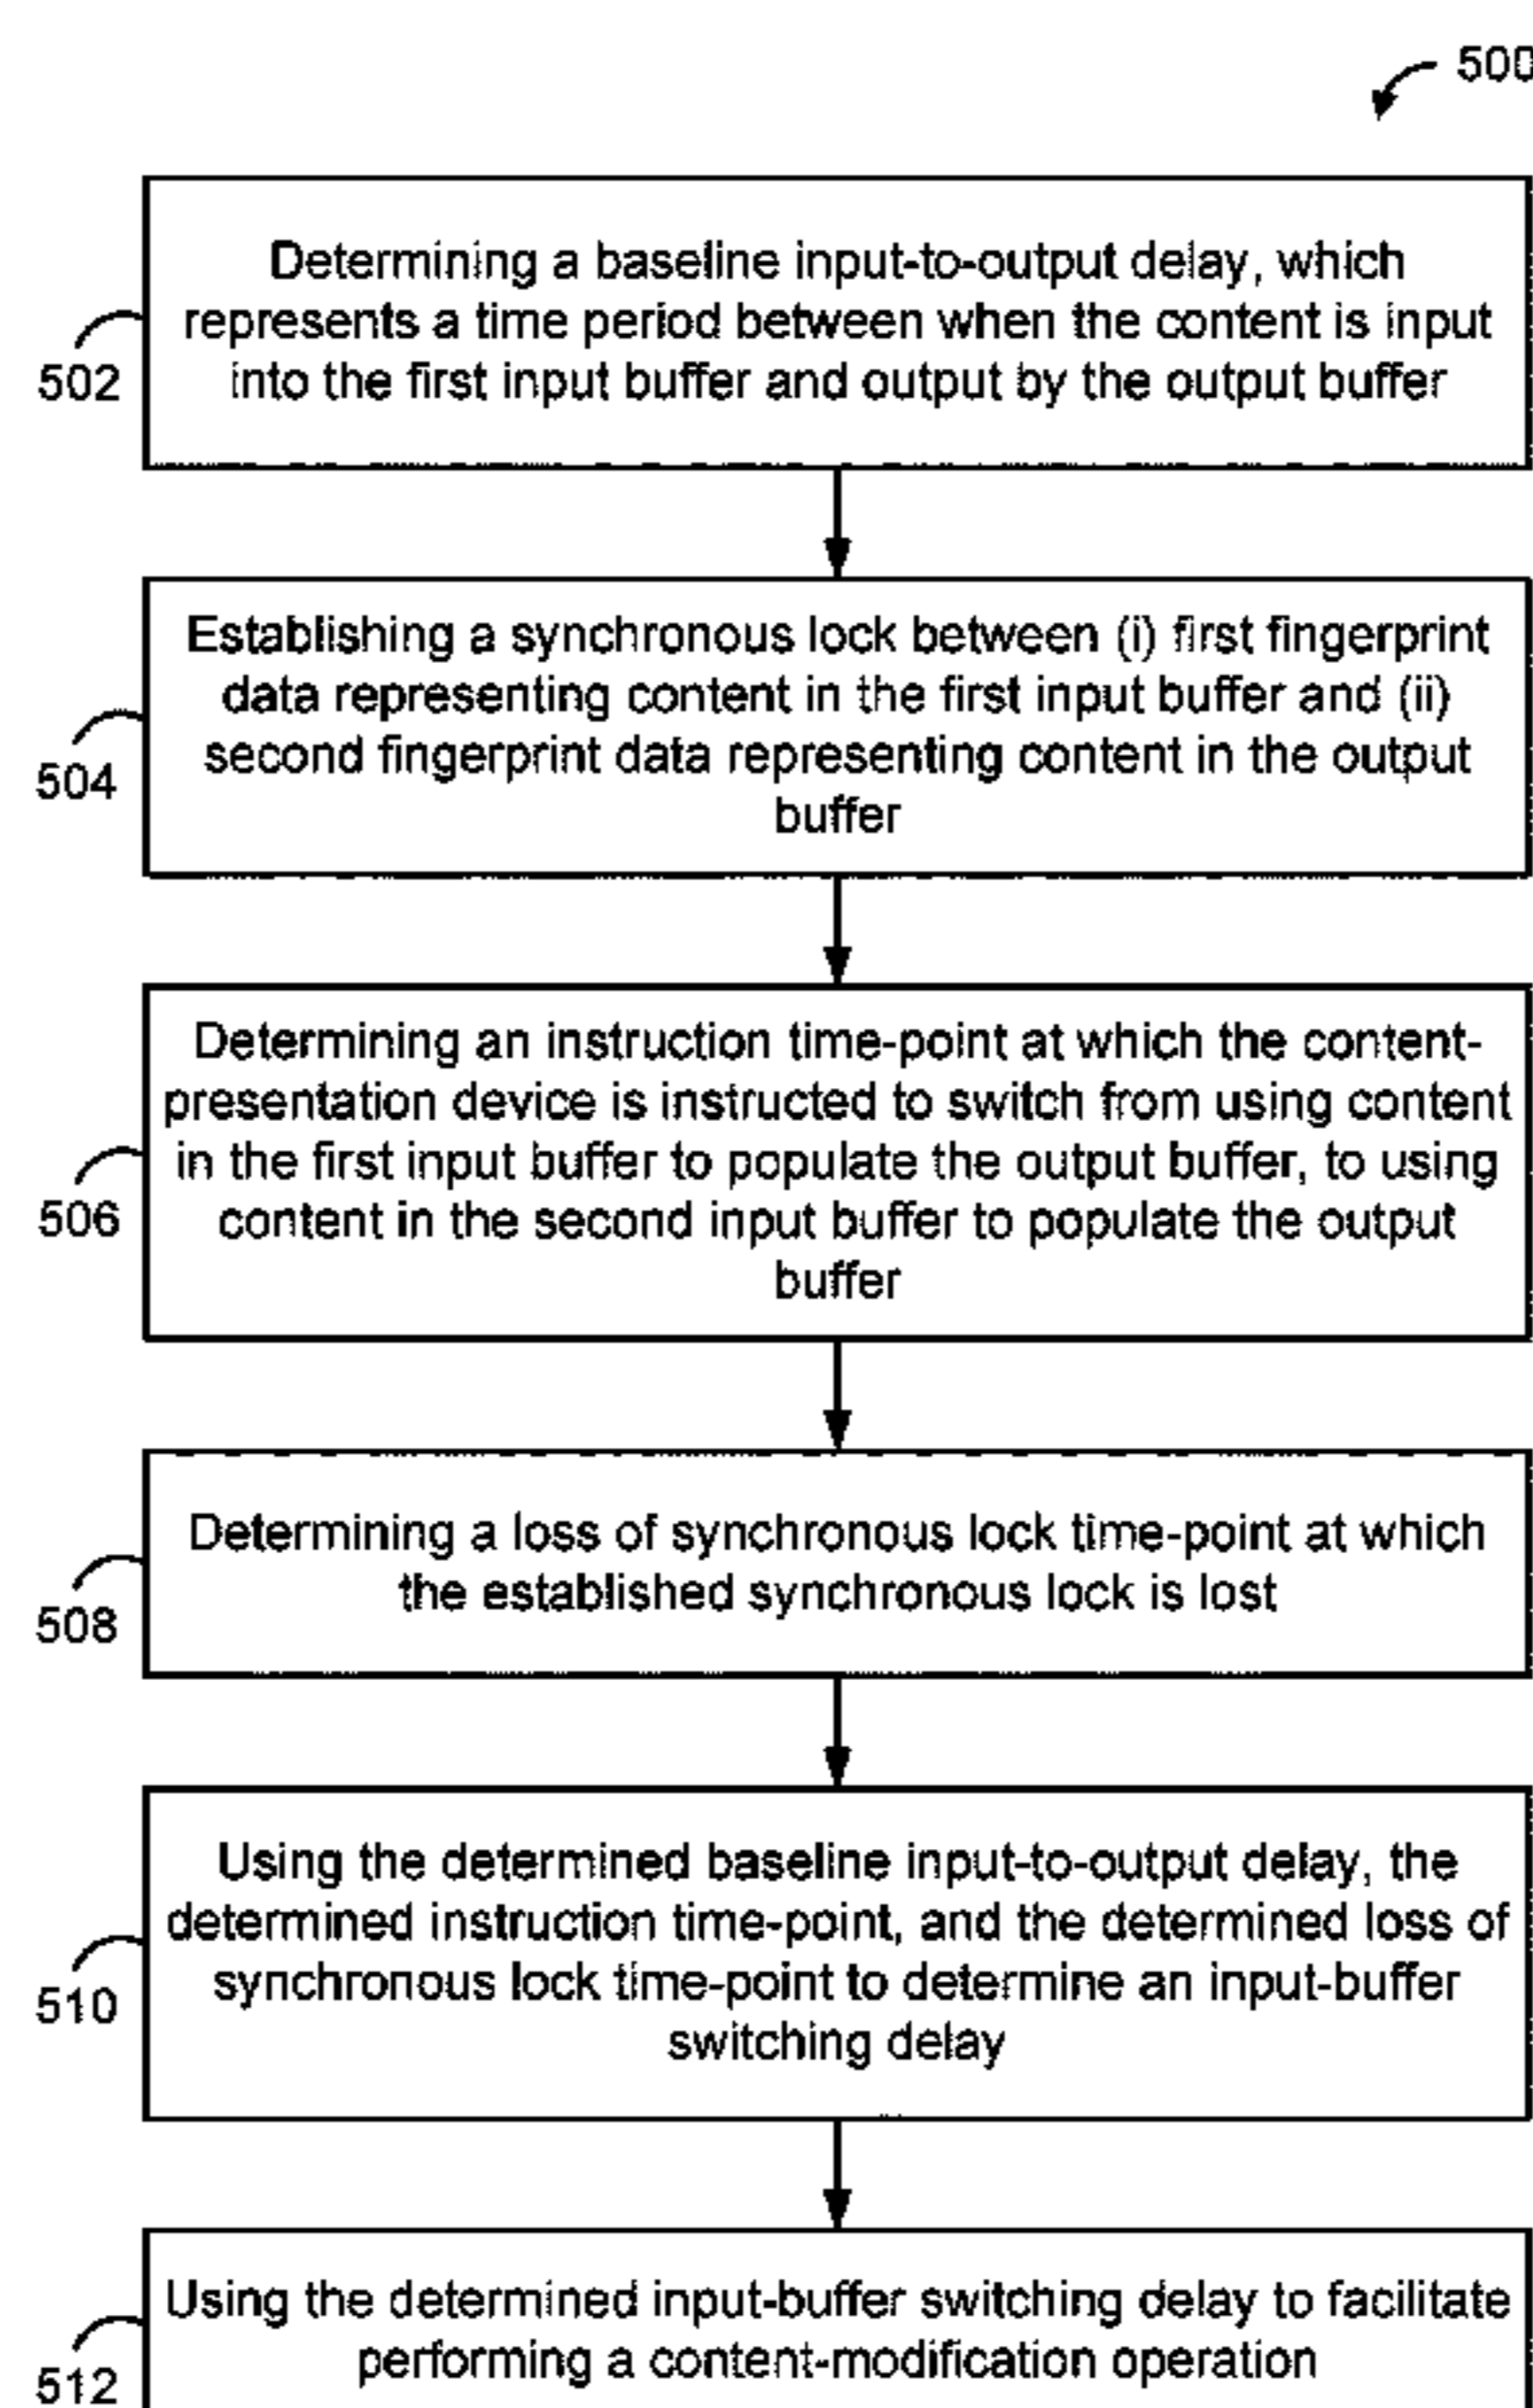 500
Determining a baseline input-to-output delay, which
represents a time period between when the content is input
into the first input buffer and output by the output buffer
502
Establishing a synchronous lock between (i) first fingerprint
data representing content in the first input buffer and (ii)
second fingerprint data representing content in the output
buffer
504
Determining an instruction time-point at which the content-
presentation device is instructed to switch from using content
in the first input buffer to populate the output buffer, to using
content in the second input buffer to populate the output
buffer
506
Determining a loss of synchronous lock time-point at which
the established synchronous lock is lost
508
Using the determined baseline input-to-output delay, the
determined instruction time-point, and the determined loss of
synchronous lock time-point to determine an input-buffer
switching delay
510
Using the determined input-buffer switching delay to facilitate
performing a content-modification operation
512